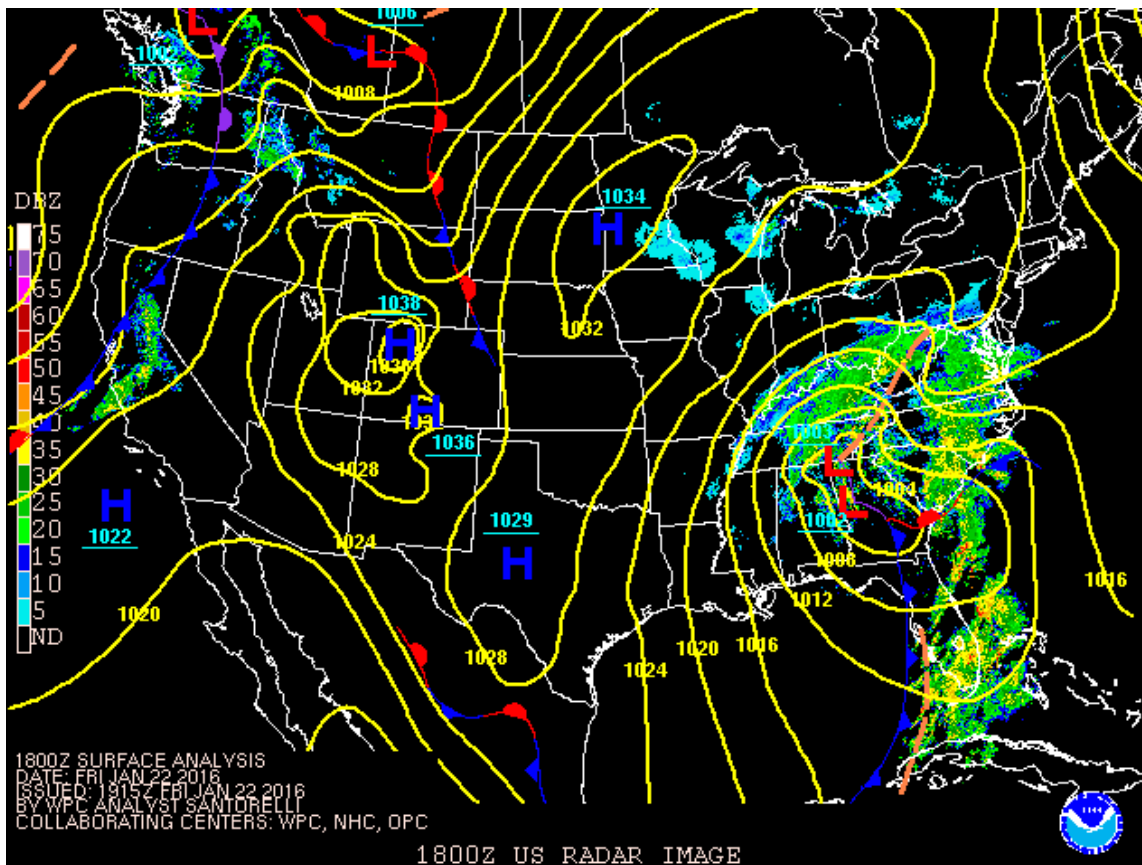 1006
L
L
1002
1008
DBZ
75
70
65
60
55
50
45
40
35
30
25
20
15
10
5
ND
1034
H
1038
H
1032
1032
H
1036
1028
1003
L
1004
L
1002
1008
H
1022
1029
H
1024
1016
1012
1020
1028
1024
1020
1016
1800Z SURFACE ANALYSIS
DATE: FRI JAN 22 2016
ISSUED: 1815Z FRI JAN 22 2016
BY WPC ANALYST SANTORELLI
COLLABORATING CENTERS: WPC, NHC, OPC
1800Z US RADAR IMAGE